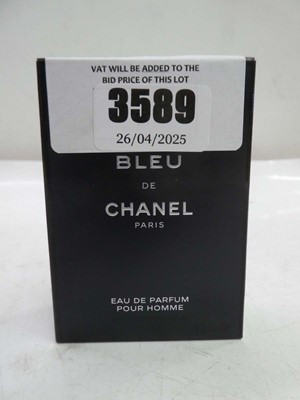 VAT WILL BE ADDED TO THE
BID PRICE OF THIS LOT
3589
26/04/2025
BLEU
DE
CHANEL
PARIS
EAU DE PARFUM
POUR HOMME